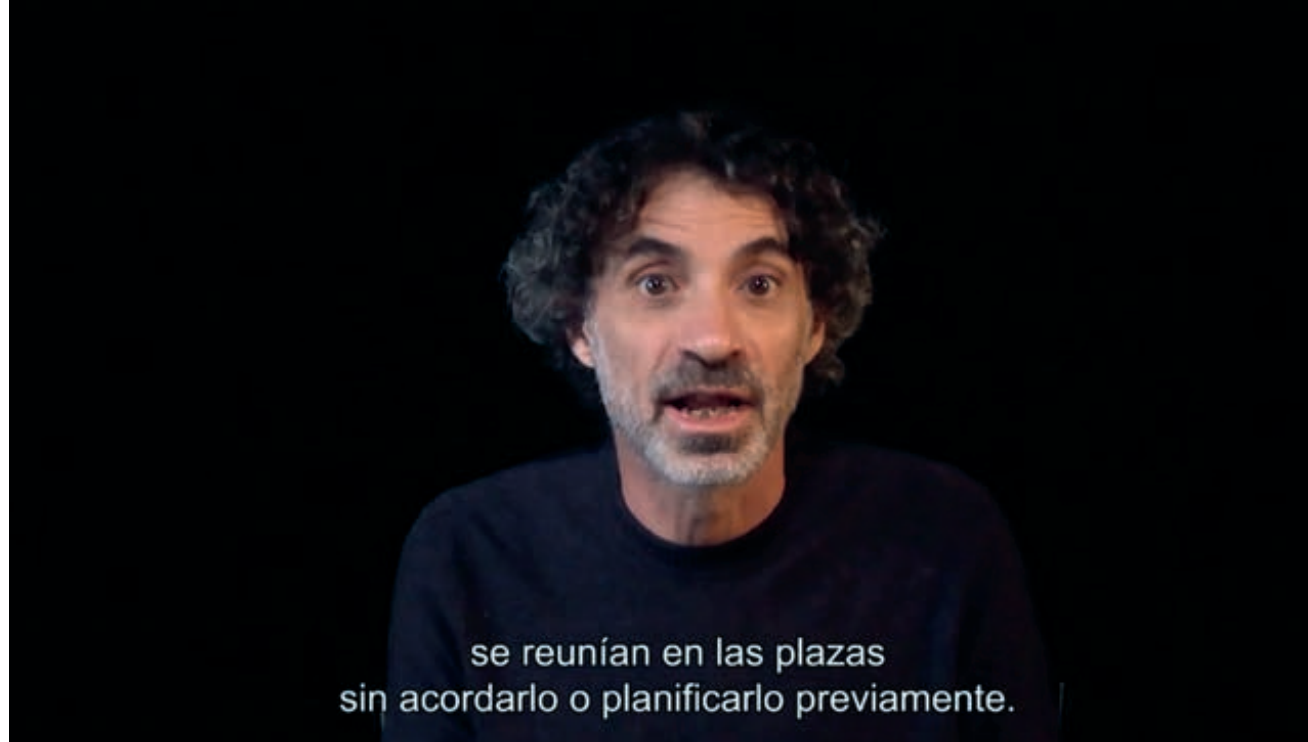 se reunían en las plazas
sin acordarlo o planificarlo previamente.